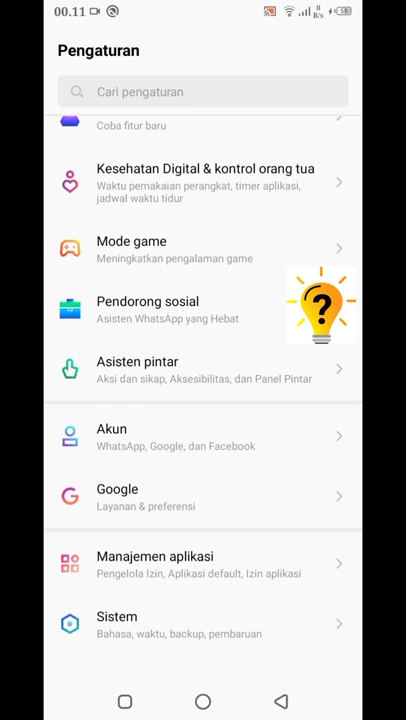 00.11
0
B/s
58
Pengaturan
Cari pengaturan
Coba fitur baru
Kesehatan Digital & kontrol orang tua
Waktu pemakaian perangkat, timer aplikasi,
jadwal waktu tidur
Mode game
Meningkatkan pengalaman game
Pendorong sosial
Asisten WhatsApp yang Hebat
?
Asisten pintar
Aksi dan sikap, Aksesibilitas, dan Panel Pintar
Akun
WhatsApp, Google, dan Facebook
Google
Layanan & preferensi
Manajemen aplikasi
Pengelola Izin, Aplikasi default, Izin aplikasi
Sistem
Bahasa, waktu, backup, pembaruan